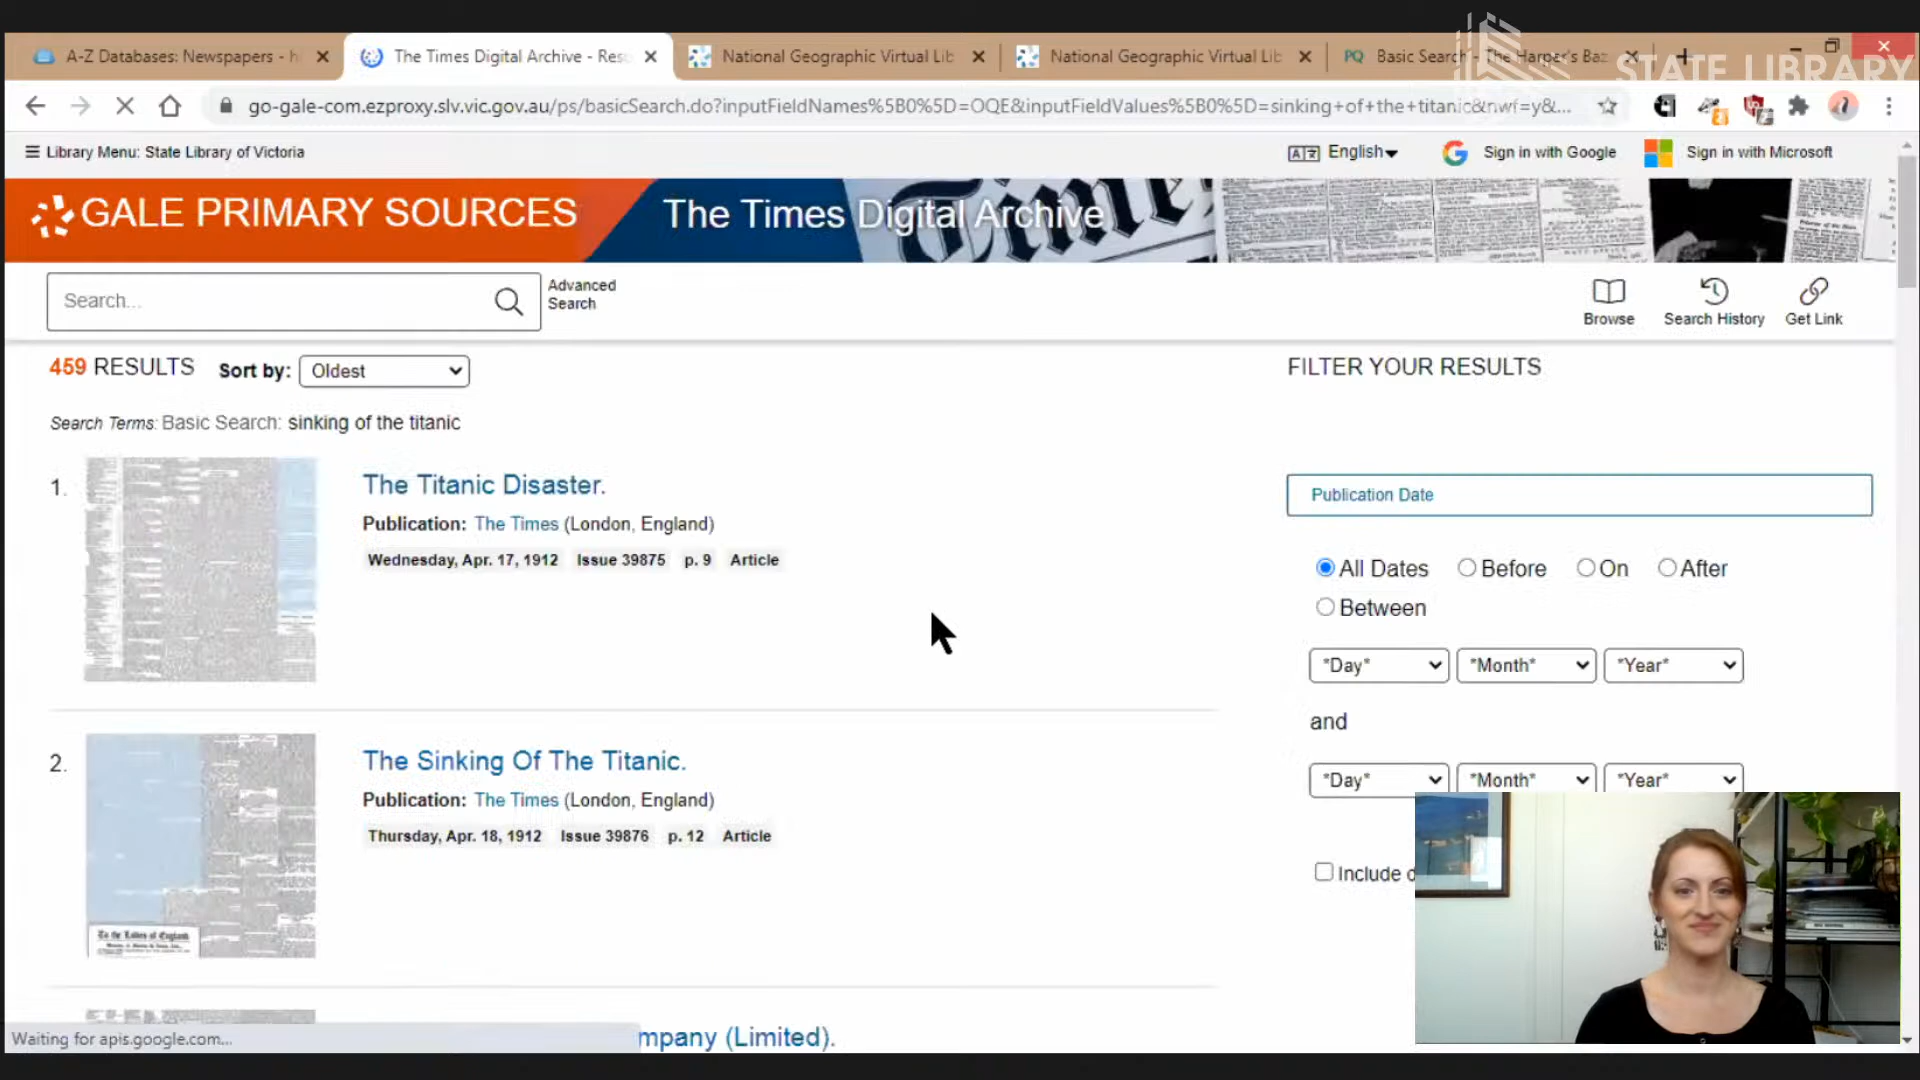 STATE LIBRARY
A-Z Databases: Newspapers - h
The Times Digital Archive - Res
National Geographic Virtual Lib
National Geographic Virtual Lib
PQ Basic Search - The Harper's Baz
go-gale-com.ezproxy.slv.vic.gov.au/ps/basicSearch.do?inputFieldNames%5B0%5D=OQE&inputFieldValues%5B0%5D=sinking+of+the+titanic&nwf=y&...
Library Menu: State Library of Victoria
English
Sign in with Google
Sign in with Microsoft
GALE PRIMARY SOURCES
The Times Digital Archive
Search...
Advanced
Search
Browse
Search History
Get Link
459 RESULTS
Sort by: Oldest
FILTER YOUR RESULTS
Search Terms: Basic Search: sinking of the titanic
1.
The Titanic Disaster.
Publication: The Times (London, England)
Wednesday, Apr. 17, 1912 Issue 39875 p. 9 Article
Publication Date
All Dates Before On After
Between
*Day* *Month* *Year*
and
*Day* *Month* *Year*
2.
The Sinking Of The Titanic.
Publication: The Times (London, England)
Thursday, Apr. 18, 1912 Issue 39876 p. 12 Article
Include
To the Ladies of England
mpany (Limited).
Waiting for apis.google.com...